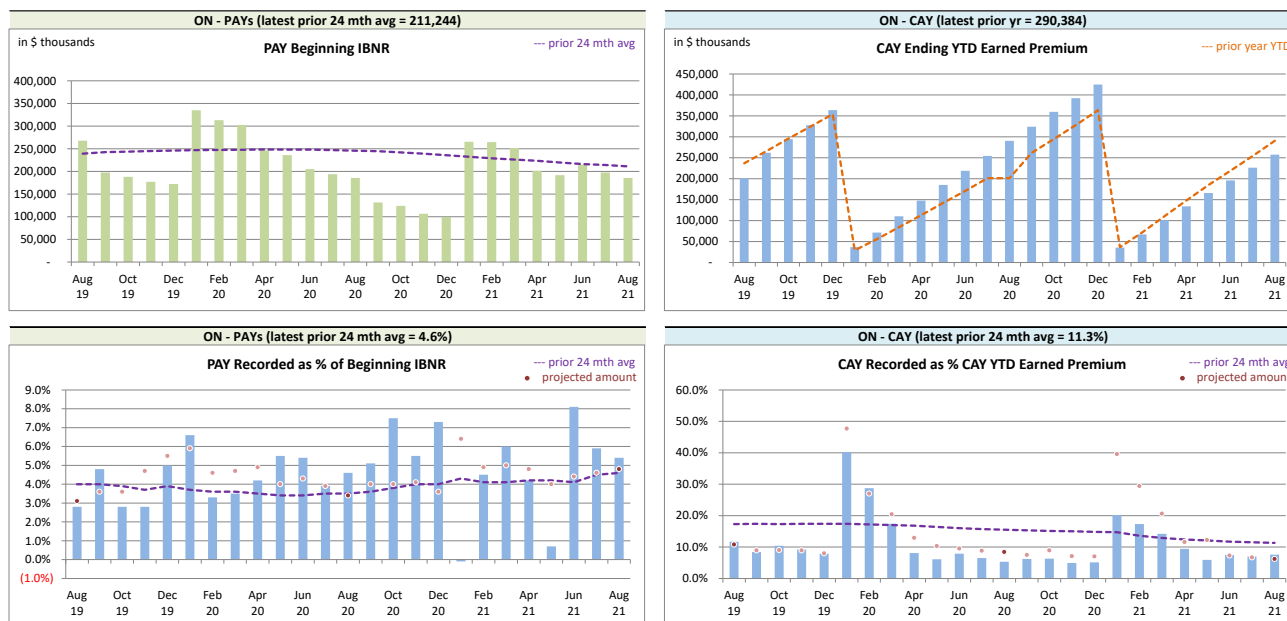 ON - PAYs (latest prior 24 mth avg = 211,244)
in $ thousands
PAY Beginning IBNR
--- prior 24 mth avg
400,000
350,000
300,000
250,000
200,000
150,000
100,000
50,000
-
Aug Oct Dec Feb Apr Jun Aug Oct Dec Feb Apr Jun Aug
19 19 19 20 20 20 20 20 20 21 21 21 21
ON - CAY (latest prior yr = 290,384)
in $ thousands
CAY Ending YTD Earned Premium
--- prior year YTD
450,000
400,000
350,000
300,000
250,000
200,000
150,000
100,000
50,000
-
Aug Oct Dec Feb Apr Jun Aug Oct Dec Feb Apr Jun Aug
19 19 19 20 20 20 20 20 20 21 21 21 21
ON - PAYs (latest prior 24 mth avg = 4.6%)
PAY Recorded as % of Beginning IBNR
--- prior 24 mth avg
projected amount
9.0%
8.0%
7.0%
6.0%
5.0%
4.0%
3.0%
2.0%
1.0%
0.0%
(1.0%)
Aug Oct Dec Feb Apr Jun Aug Oct Dec Feb Apr Jun Aug
19 19 19 20 20 20 20 20 20 21 21 21 21
ON - CAY (latest prior 24 mth avg = 11.3%)
CAY Recorded as % CAY YTD Earned Premium
--- prior 24 mth avg
projected amount
60.0%
50.0%
40.0%
30.0%
20.0%
10.0%
0.0%
Aug Oct Dec Feb Apr Jun Aug Oct Dec Feb Apr Jun Aug
19 19 19 20 20 20 20 20 20 21 21 21 21